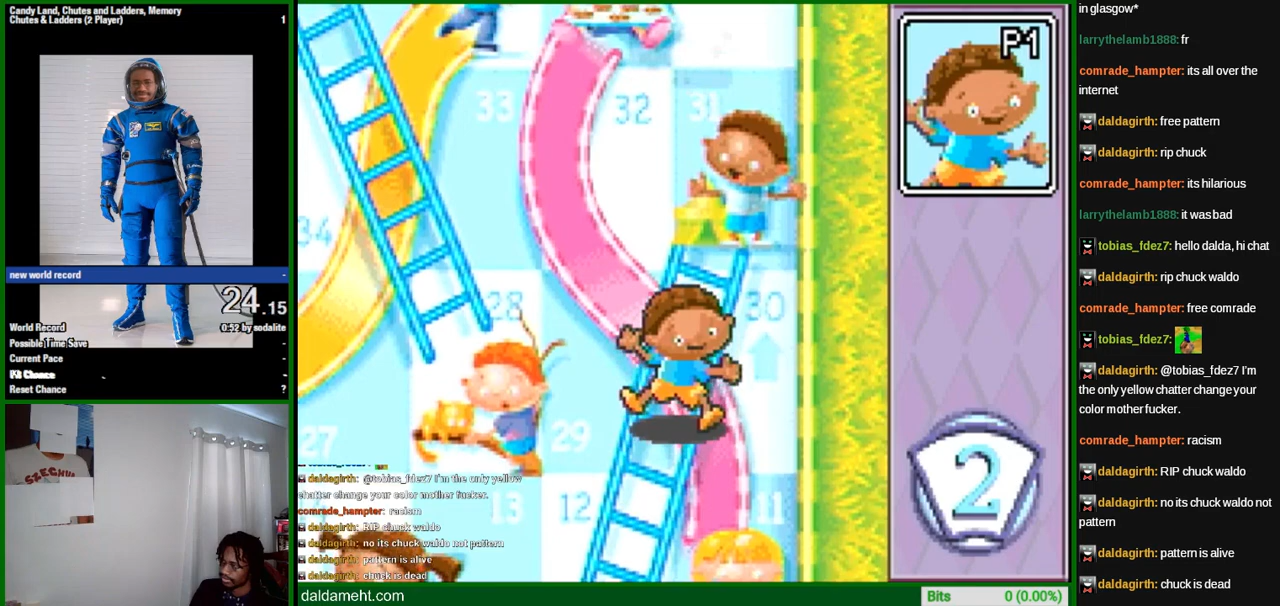 Candy Land, Chutes and Ladders, Memory
Chutes & Ladders (2 Player) 1
new world record -
24.15
World Record 0:52 by sodalite
Possible Time Save -
Current Pace -
PB Chance -
Reset Chance ?
33 32 31
34
28 30
27 29
13 12 11
P1
2
daldagirth: @tobias_fdez7 I'm the only yellow
chatter change your color mother fucker.
comrade_hampter: racism
daldagirth: RIP chuck waldo
daldagirth: no its chuck waldo not pattern
daldagirth: pattern is alive
daldagirth: chuck is dead
daldameht.com
Bits 0 (0.00%)
in glasgow*
larrythelamb1888: fr
comrade_hampter: its all over the
internet
daldagirth: free pattern
daldagirth: rip chuck
comrade_hampter: its hilarious
larrythelamb1888: it was bad
tobias_fdez7: hello dalda, hi chat
daldagirth: rip chuck waldo
comrade_hampter: free comrade
tobias_fdez7:
daldagirth: @tobias_fdez7 I'm
the only yellow chatter change your
color mother fucker.
comrade_hampter: racism
daldagirth: RIP chuck waldo
daldagirth: no its chuck waldo not
pattern
daldagirth: pattern is alive
daldagirth: chuck is dead